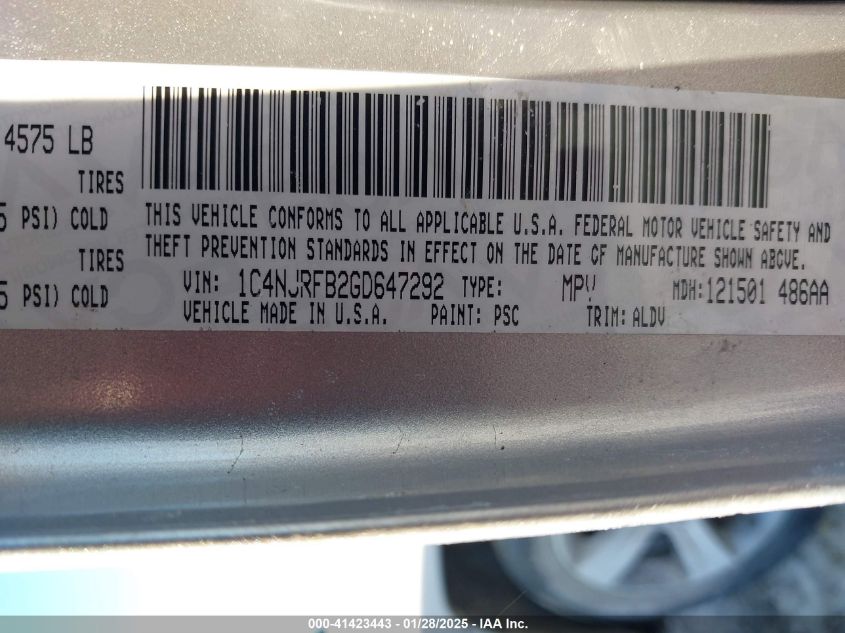 4575 LB
TIRES
5 PSI) COLD
TIRES
5 PSI) COLD
THIS VEHICLE CONFORMS TO ALL APPLICABLE U.S.A. FEDERAL MOTOR VEHICLE SAFETY AND
THEFT PREVENTION STANDARDS IN EFFECT ON THE DATE OF MANUFACTURE SHOWN ABOVE.
VIN: 1C4NJRFB2GD647292 TYPE: MPV MDH:121501 486AA
VEHICLE MADE IN U.S.A. PAINT: PSC TRIM: ALDV
000-41423443 - 01/28/2025 - IAA Inc.